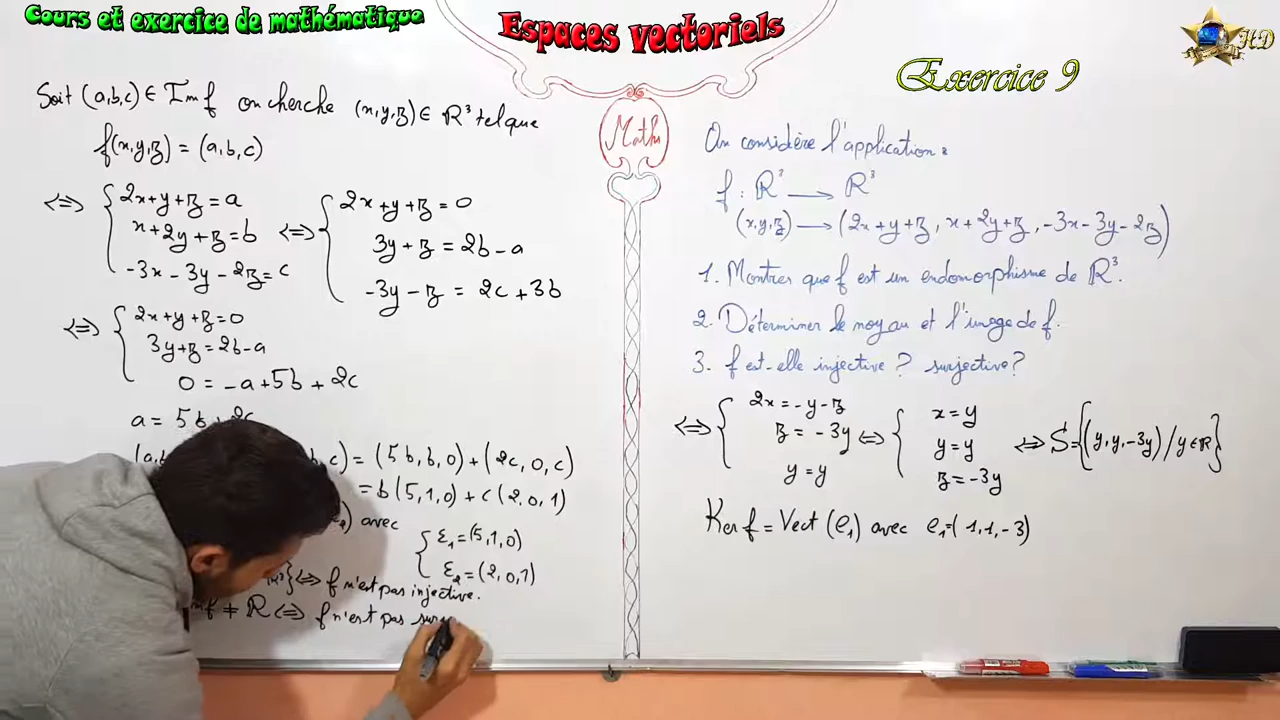 Cours et exercice de mathématique
Espaces vectoriels
HD
Exercice 9
Soit (a,b,c) ∈ Im f on cherche (x,y,z) ∈ R³ tel que
f(x,y,z) = (a,b,c)
<=> { 2x+y+z = a
x+2y+z = b
-3x-3y-2z = c
<=> { 2x+y+z = 0
3y+z = 2b-a
-3y-z = 2c+3b
<=> { 2x+y+z=0
3y+z=2b-a
0 = -a+5b+2c
a = 5b+2c
c) = (5b,b,0)+(2c,0,c)
= b(5,1,0)+c(2,0,1)
avec { ε₁=(5,1,0)
ε₂=(2,0,1)
<=> f n'est pas injective.
≠ R <=> f n'est pas
Maths
On considère l'application :
f : R³ → R³
(x,y,z) → (2x+y+z, x+2y+z, -3x-3y-2z)
1. Montrer que f est un endomorphisme de R³.
2. Déterminer le noyau et l'image de f.
3. f est-elle injective ? surjective ?
<=> { 2x = -y-z
z = -3y
y = y
<=> { x = y
y = y
z = -3y
<=> S={(y,y,-3y) / y∈R}
Ker f = Vect (e₁) avec e₁=(1,1,-3)